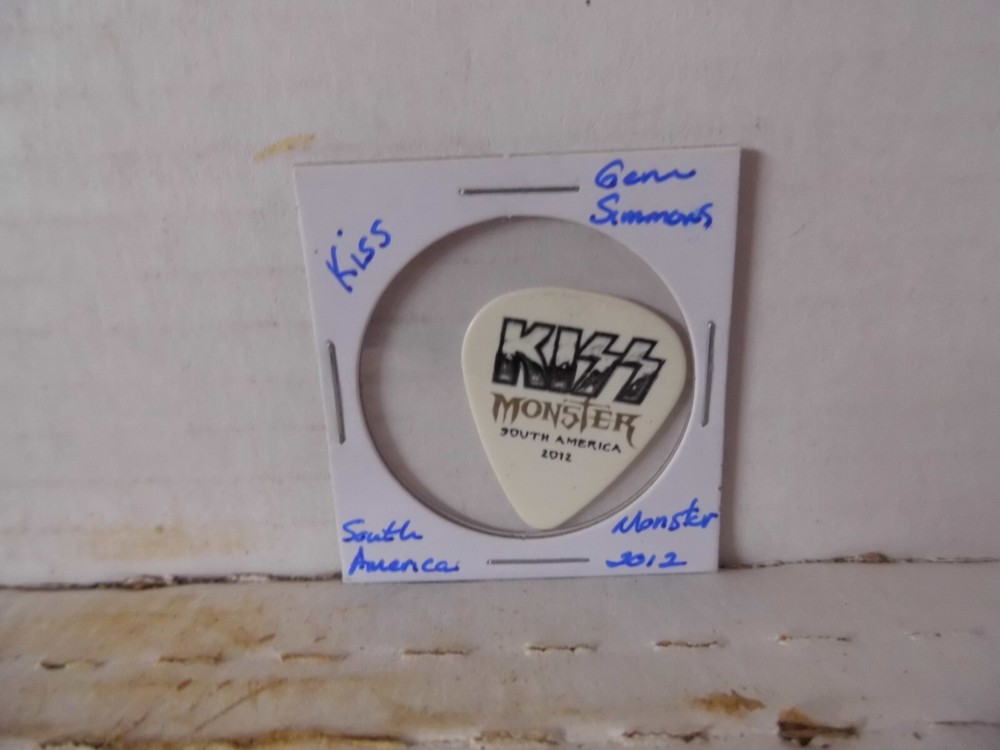 Kiss
Gene
Simmons
KISS
MONSTER
SOUTH AMERICA
2012
South
America
Monster
2012